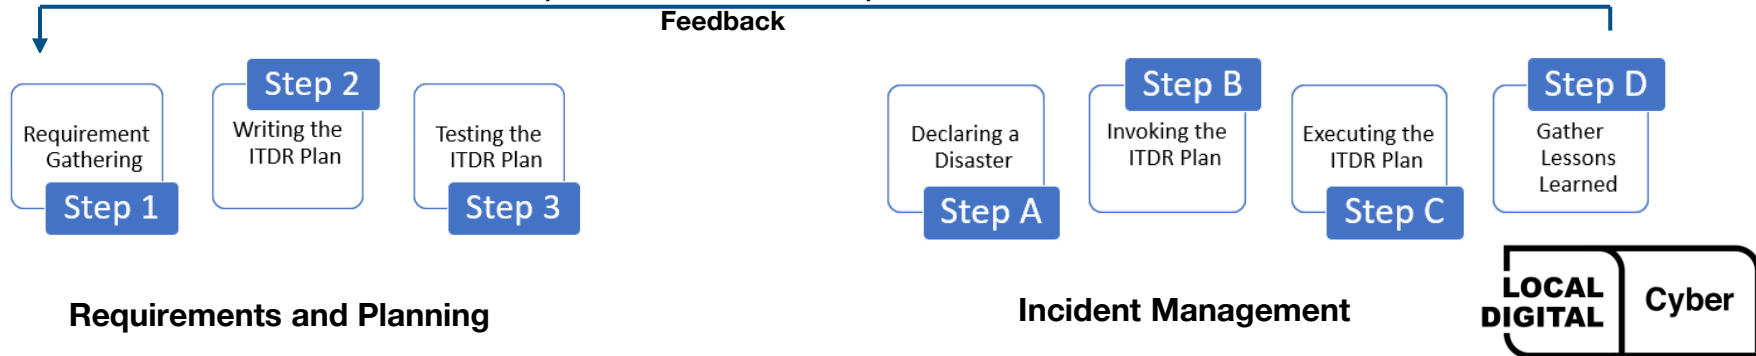 Feedback
Requirement
Gathering
Step 1
Step 2
Writing the
ITDR Plan
Testing the
ITDR Plan
Step 3
Declaring a
Disaster
Step A
Step B
Invoking the
ITDR Plan
Executing the
ITDR Plan
Step C
Step D
Gather
Lessons
Learned
Requirements and Planning
Incident Management
LOCAL
DIGITAL
Cyber